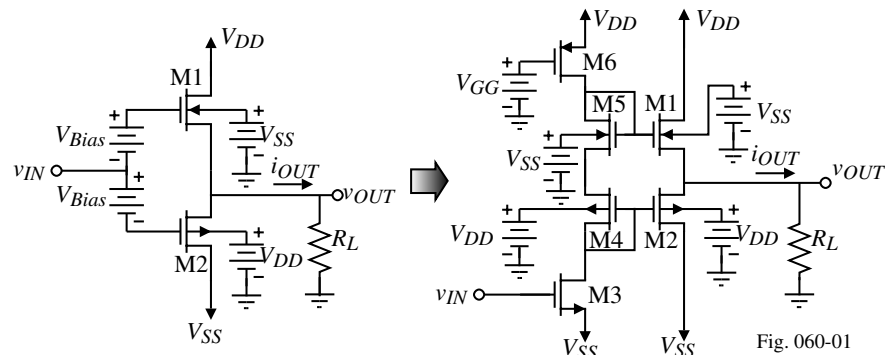 VDD
M1
VBias
VSS
vIN
VBias
iOUT
vOUT
M2
VDD
RL
VSS
VDD
VDD
M6
VGG
M5
M1
VSS
VSS
iOUT
vOUT
VDD
M4
M2
VDD
RL
vIN
M3
VSS
VSS
Fig. 060-01
+
−
+
−
+
−
+
−
+
−
+
−
+
−
+
−
+
−